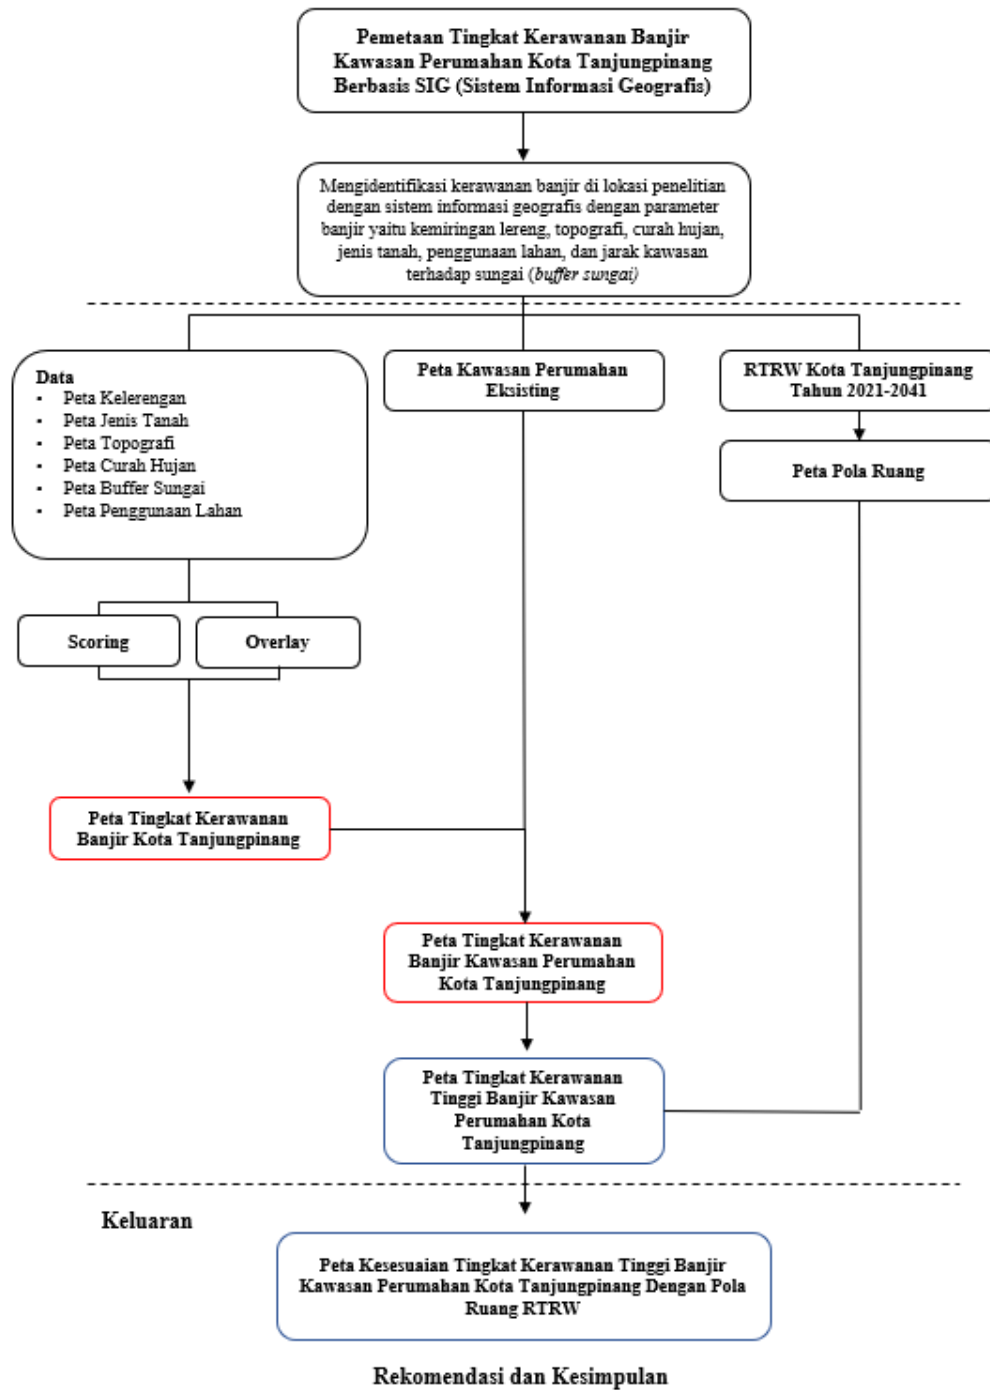 Pemetaan Tingkat Kerawanan Banjir
Kawasan Perumahan Kota Tanjungpinang
Berbasis SIG (Sistem Informasi Geografis)
Mengidentifikasi kerawanan banjir di lokasi penelitian
dengan sistem informasi geografis dengan parameter
banjir yaitu kemiringan lereng, topografi, curah hujan,
jenis tanah, penggunaan lahan, dan jarak kawasan
terhadap sungai (buffer sungai)
Data
▪ Peta Kelerengan
▪ Peta Jenis Tanah
▪ Peta Topografi
▪ Peta Curah Hujan
▪ Peta Buffer Sungai
▪ Peta Penggunaan Lahan
Peta Kawasan Perumahan
Eksisting
RTRW Kota Tanjungpinang
Tahun 2021-2041
Peta Pola Ruang
Scoring
Overlay
Peta Tingkat Kerawanan
Banjir Kota Tanjungpinang
Peta Tingkat Kerawanan
Banjir Kawasan Perumahan
Kota Tanjungpinang
Peta Tingkat Kerawanan
Tinggi Banjir Kawasan
Perumahan Kota
Tanjungpinang
Keluaran
Peta Kesesuaian Tingkat Kerawanan Tinggi Banjir
Kawasan Perumahan Kota Tanjungpinang Dengan Pola
Ruang RTRW
Rekomendasi dan Kesimpulan